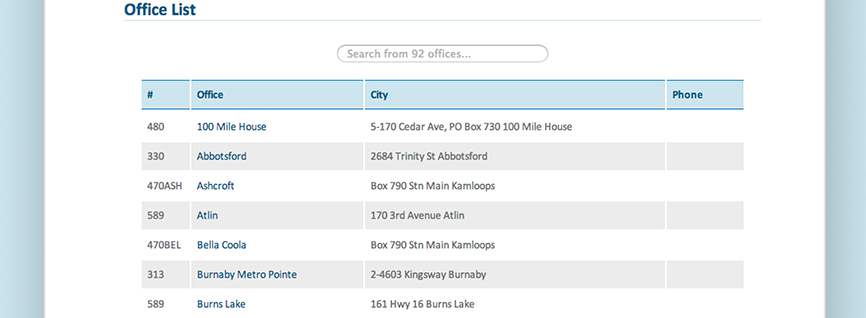 Office List
Search from 92 offices...
# Office City Phone
480 100 Mile House 5-170 Cedar Ave, PO Box 730 100 Mile House
330 Abbotsford 2684 Trinity St Abbotsford
470ASH Ashcroft Box 790 Stn Main Kamloops
589 Atlin 170 3rd Avenue Atlin
470BEL Bella Coola Box 790 Stn Main Kamloops
313 Burnaby Metro Pointe 2-4603 Kingsway Burnaby
589 Burns Lake 161 Hwy 16 Burns Lake